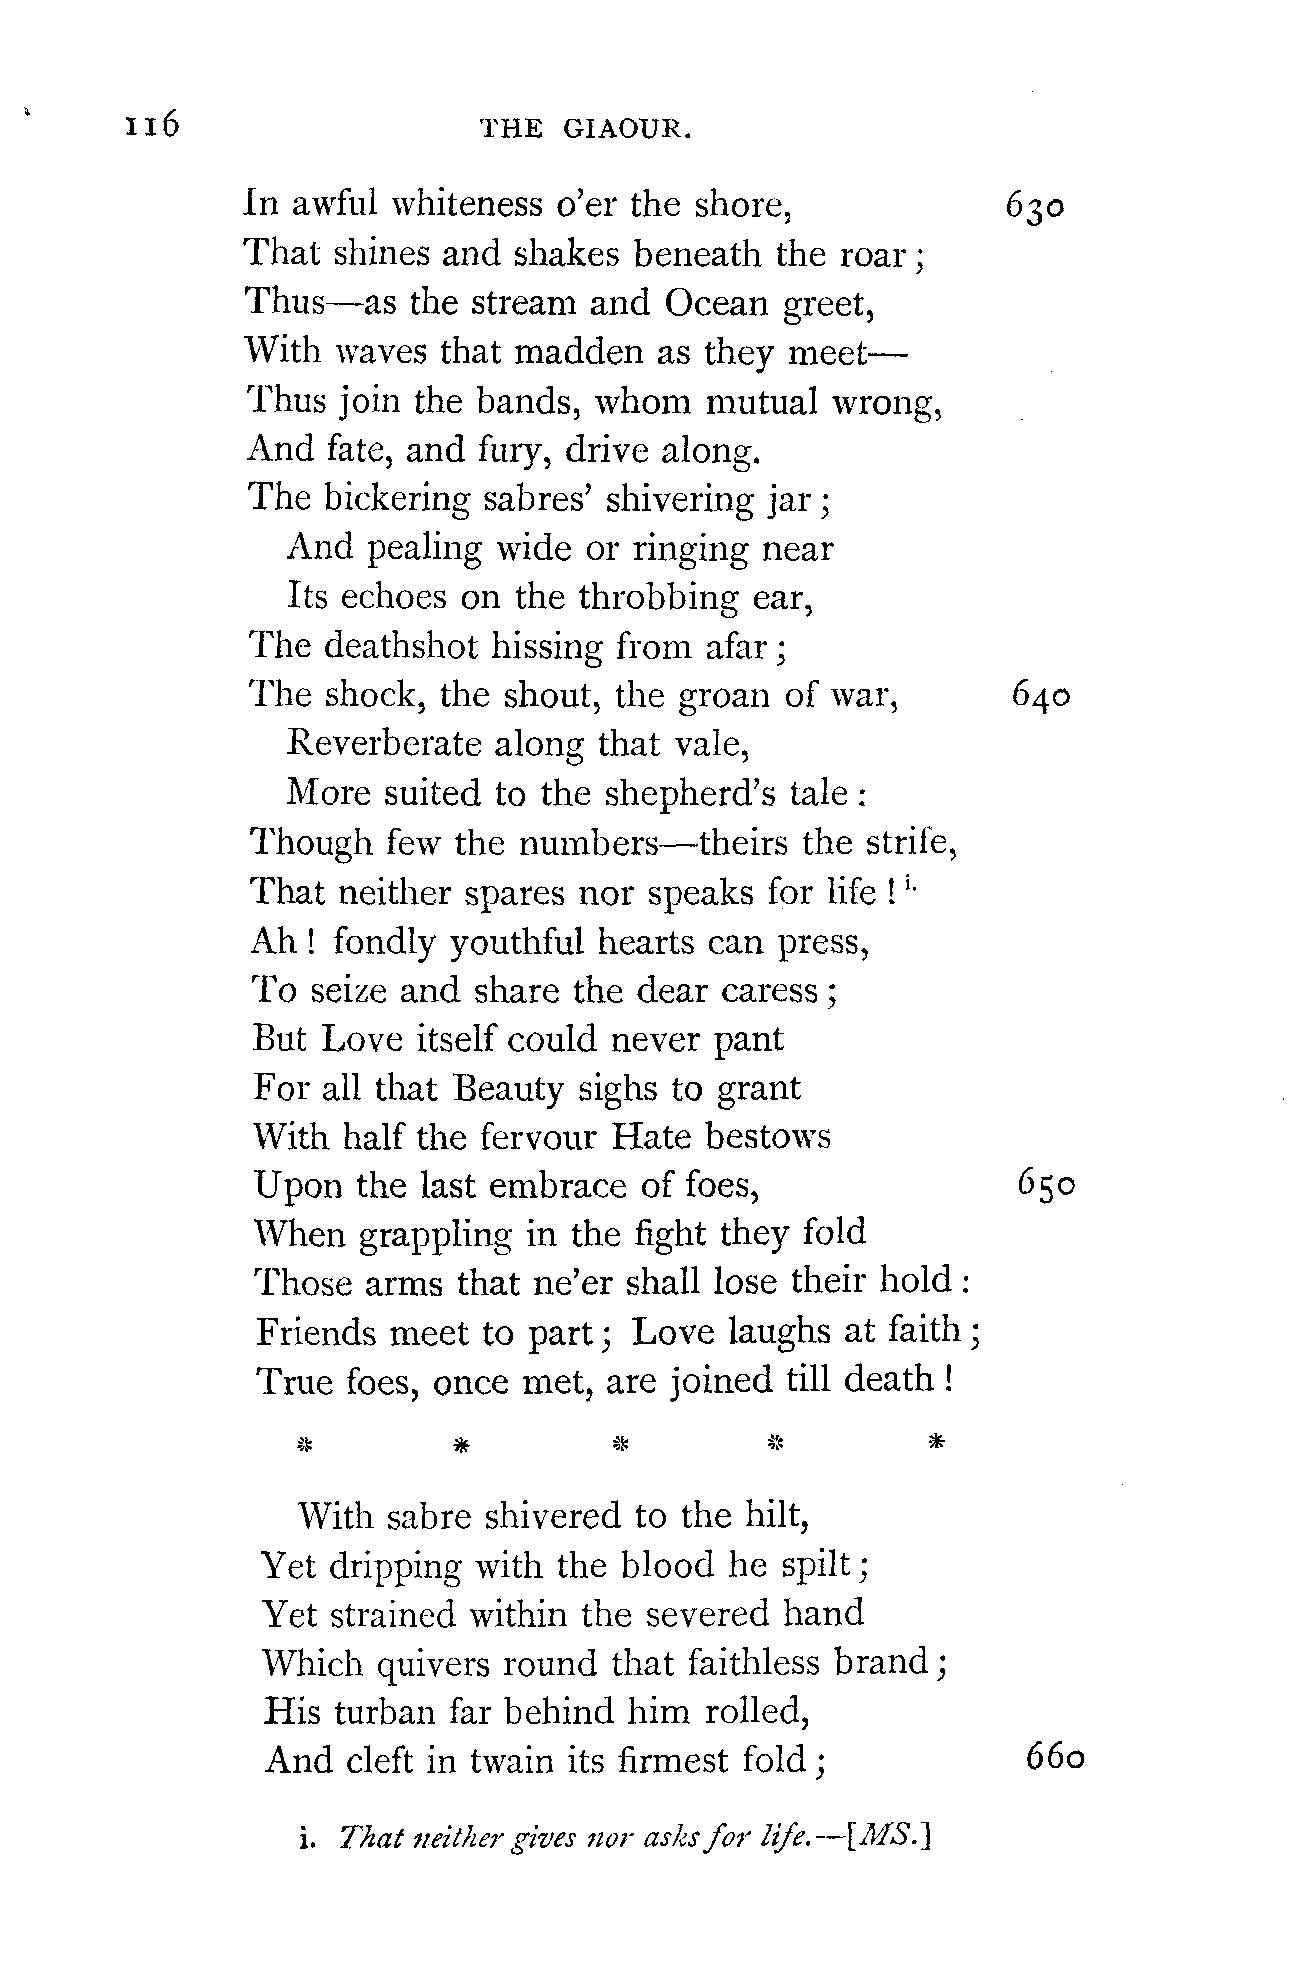 116 THE GIAOUR.
In awful whiteness o'er the shore, 630
That shines and shakes beneath the roar;
Thus—as the stream and Ocean greet,
With waves that madden as they meet—
Thus join the bands, whom mutual wrong,
And fate, and fury, drive along.
The bickering sabres' shivering jar;
And pealing wide or ringing near
Its echoes on the throbbing ear,
The deathshot hissing from afar;
The shock, the shout, the groan of war, 640
Reverberate along that vale,
More suited to the shepherd's tale:
Though few the numbers—theirs the strife,
That neither spares nor speaks for life! i.
Ah! fondly youthful hearts can press,
To seize and share the dear caress;
But Love itself could never pant
For all that Beauty sighs to grant
With half the fervour Hate bestows
Upon the last embrace of foes, 650
When grappling in the fight they fold
Those arms that ne'er shall lose their hold:
Friends meet to part; Love laughs at faith;
True foes, once met, are joined till death!
* * * * *
With sabre shivered to the hilt,
Yet dripping with the blood he spilt;
Yet strained within the severed hand
Which quivers round that faithless brand;
His turban far behind him rolled,
And cleft in twain its firmest fold; 660
i. That neither gives nor asks for life.—[MS.]